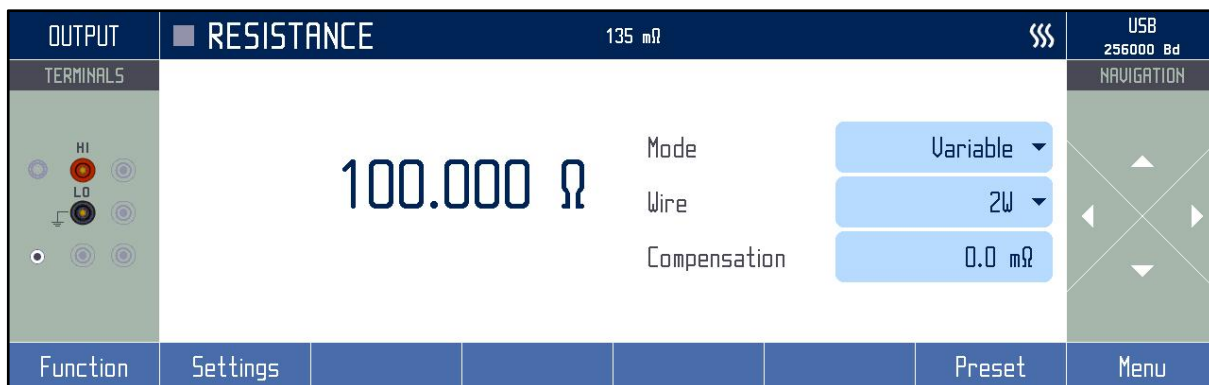 OUTPUT
RESISTANCE
135 mΩ
USB
256000 Bd
TERMINALS
NAVIGATION
HI
LO
100.000 Ω
Mode
Variable
Wire
2W
Compensation
0.0 mΩ
Function
Settings
Preset
Menu